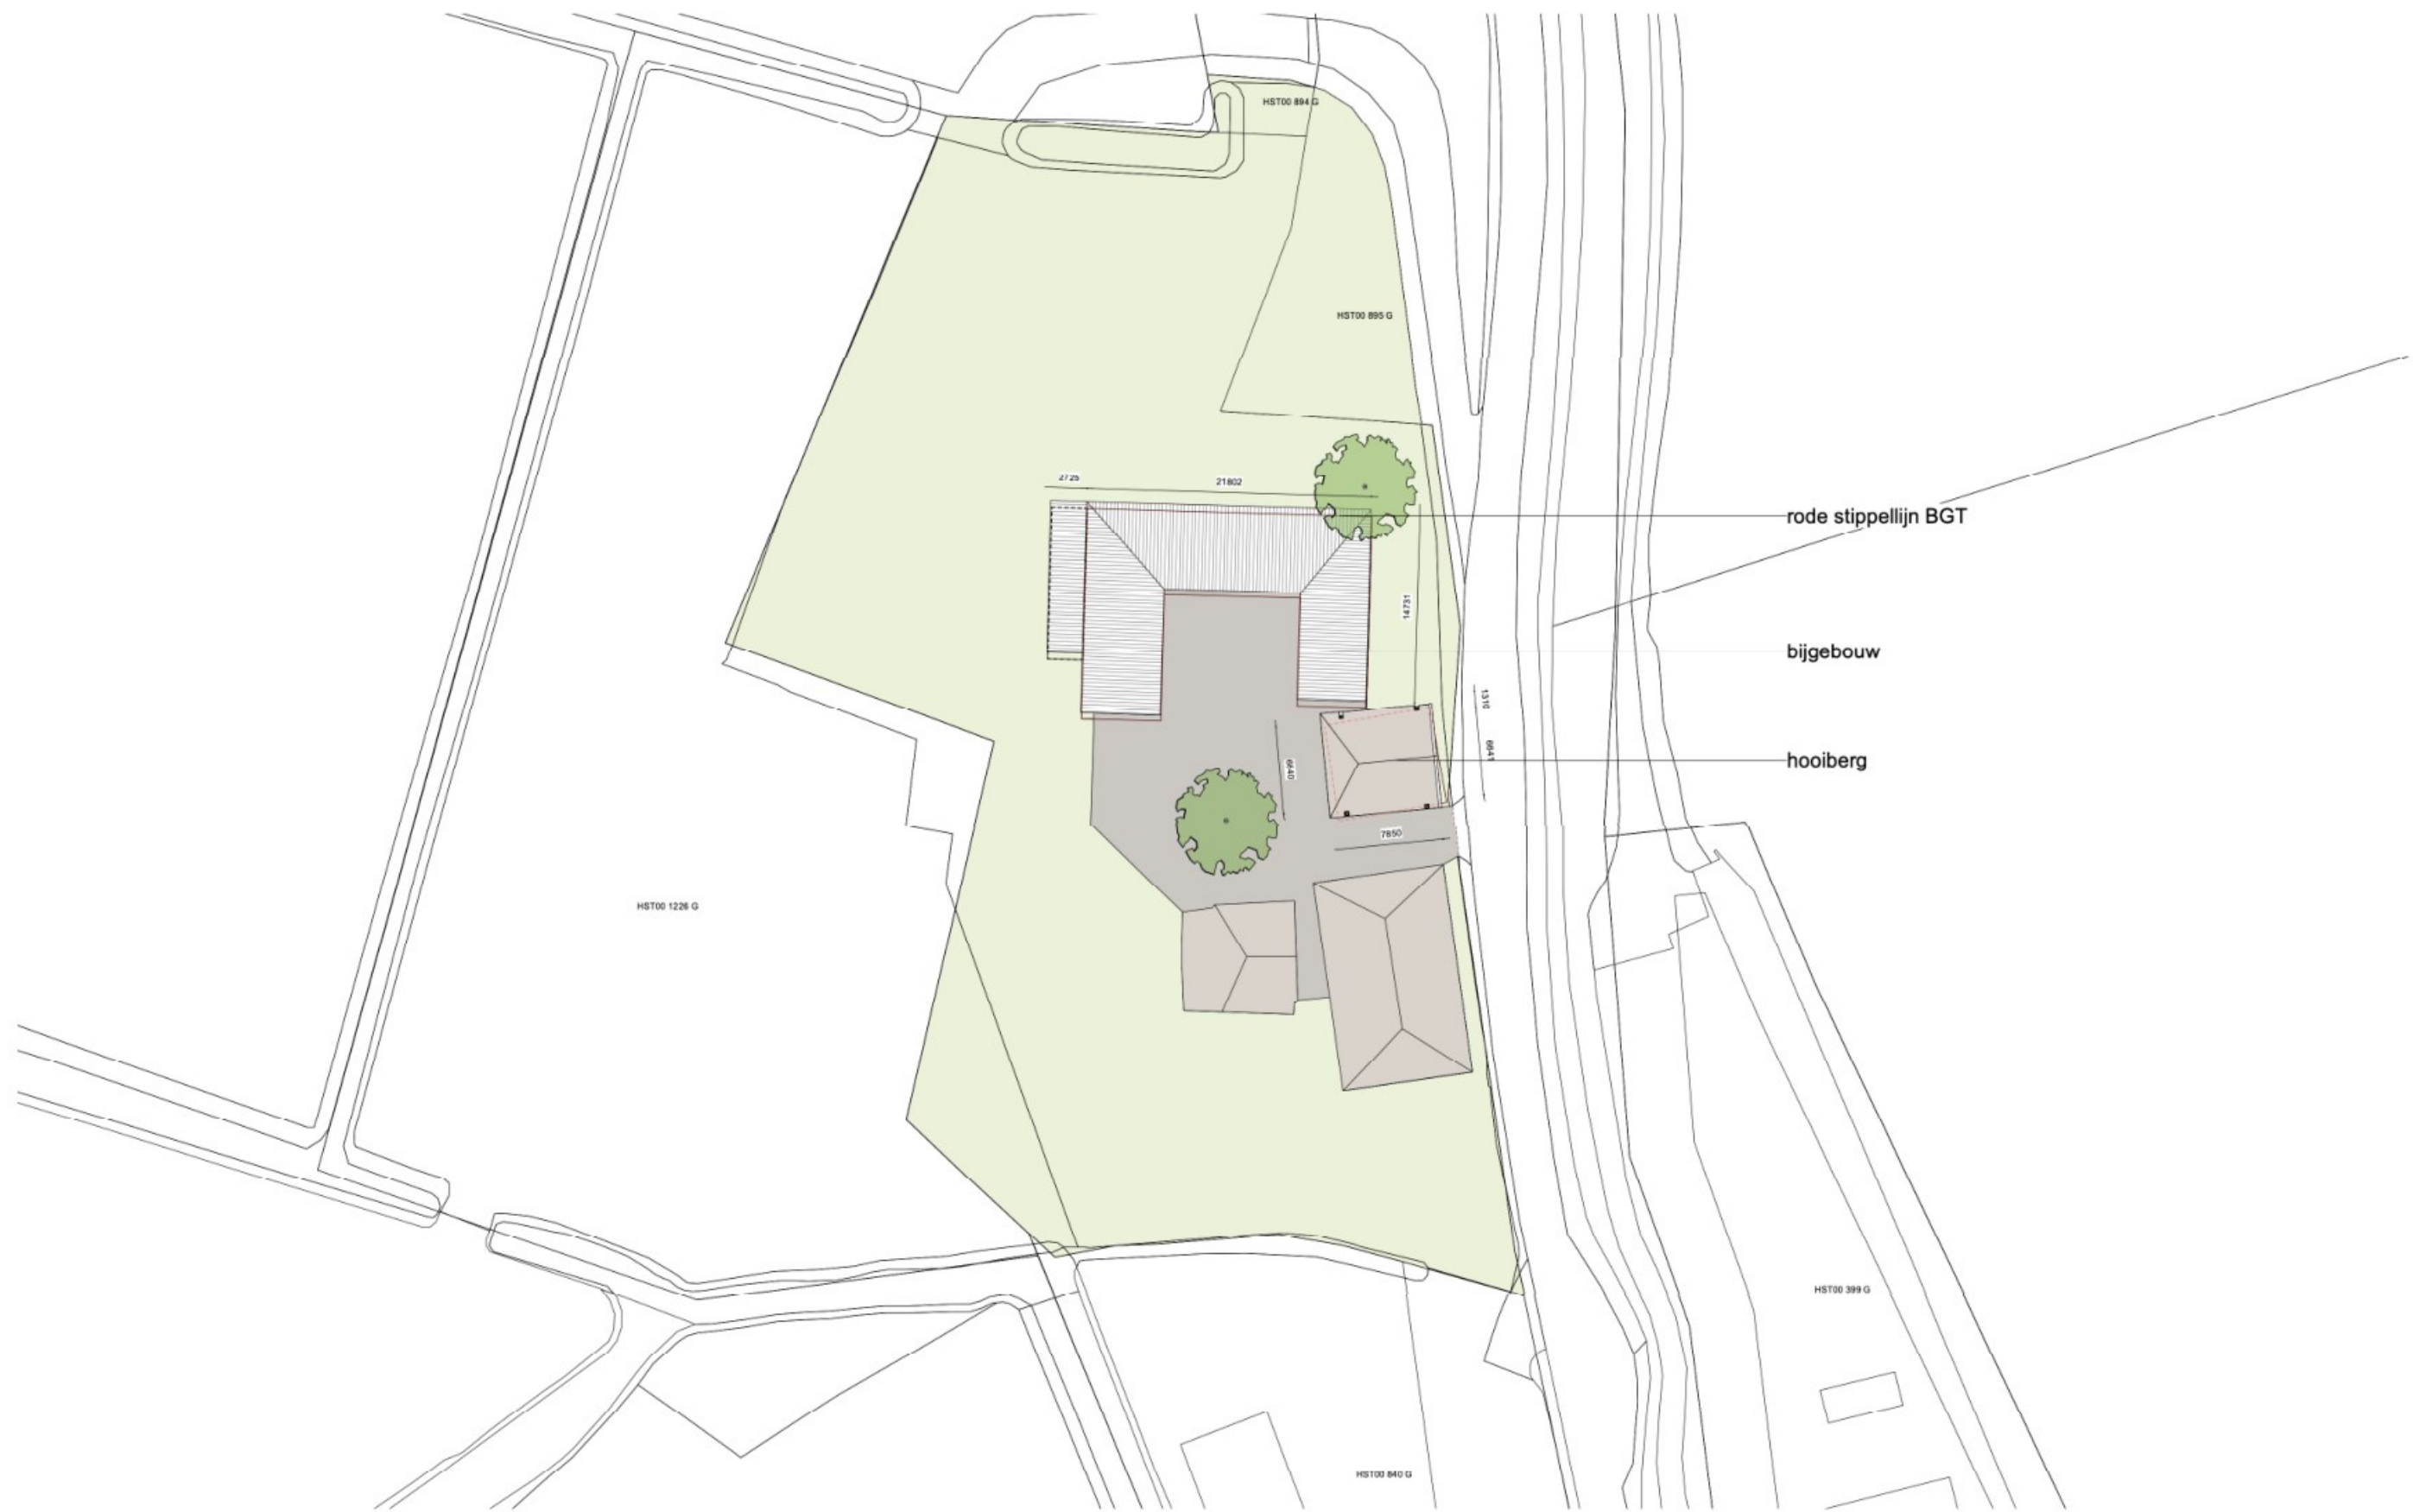 HST00 894 G
HST00 895 G
2725
21802
rode stippellijn BGT
14731
bijgebouw
1310
6641
hooiberg
6640
7850
HST00 1226 G
HST00 399 G
HST00 840 G